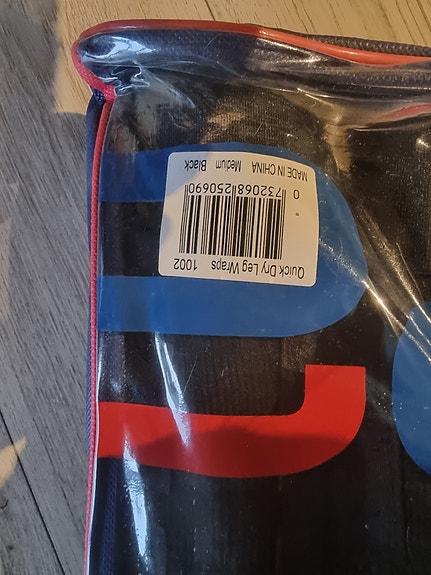 Quick Dry Leg Wraps 1002
0 732068 250690
MADE IN CHINA Medium Black